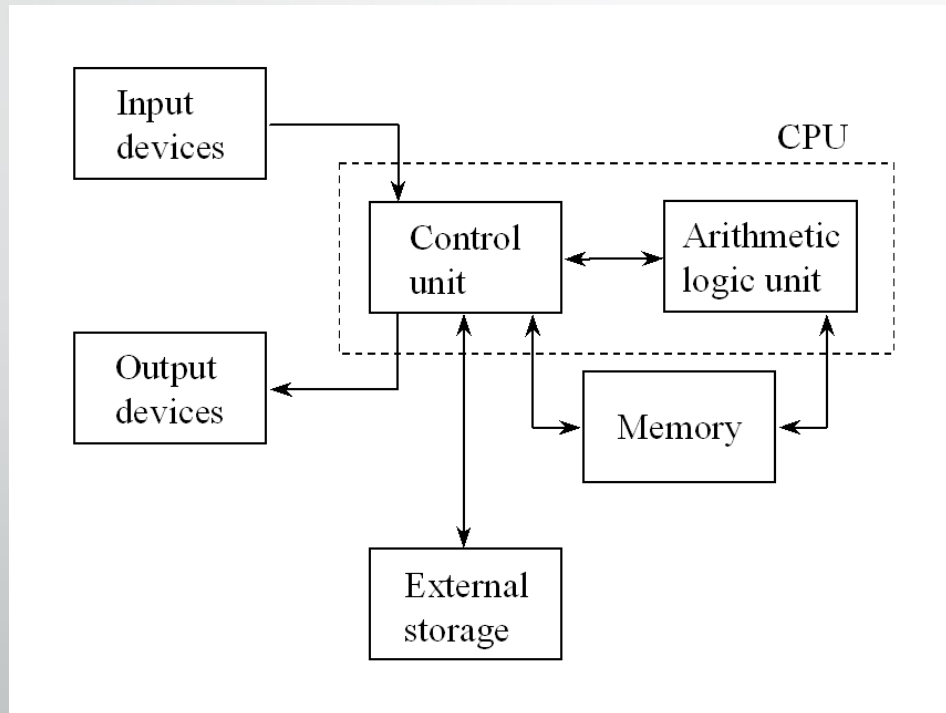 Input
devices
CPU
Control
unit
Arithmetic
logic unit
Output
devices
Memory
External
storage